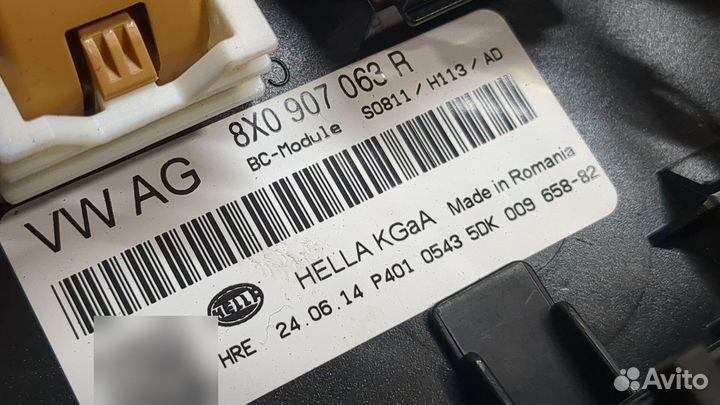 8X0 907 063 R
BC-Module S0811/H113/AD
VW AG
HELLA KGaA Made in Romania
HELLA
HRE 24.06.14 P401 0543 5DK 009 658-82
Avito